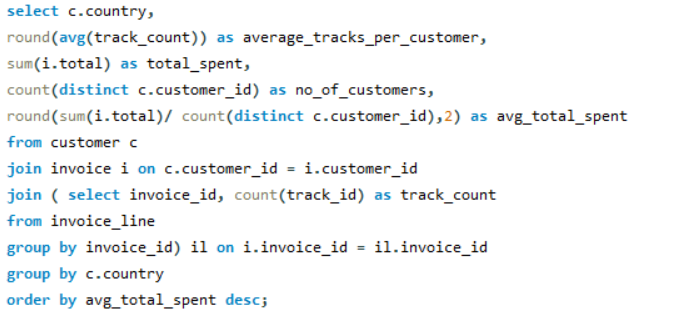 select c.country,
round(avg(track_count)) as average_tracks_per_customer,
sum(i.total) as total_spent,
count(distinct c.customer_id) as no_of_customers,
round(sum(i.total)/ count(distinct c.customer_id),2) as avg_total_spent
from customer c
join invoice i on c.customer_id = i.customer_id
join ( select invoice_id, count(track_id) as track_count
from invoice_line
group by invoice_id) il on i.invoice_id = il.invoice_id
group by c.country
order by avg_total_spent desc;